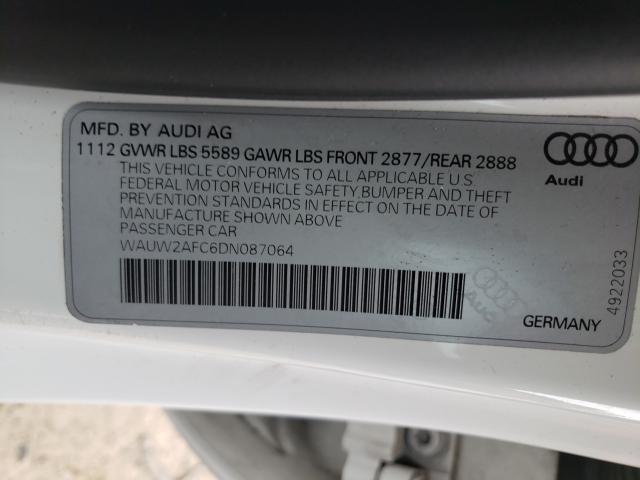 MFD. BY AUDI AG
1112 GVWR LBS 5589 GAWR LBS FRONT 2877/REAR 2888
THIS VEHICLE CONFORMS TO ALL APPLICABLE U.S.
FEDERAL MOTOR VEHICLE SAFETY,BUMPER AND THEFT
PREVENTION STANDARDS IN EFFECT ON THE DATE OF
MANUFACTURE SHOWN ABOVE
PASSENGER CAR
WAUW2AFC6DN087064
Audi
Audi
4922033
GERMANY